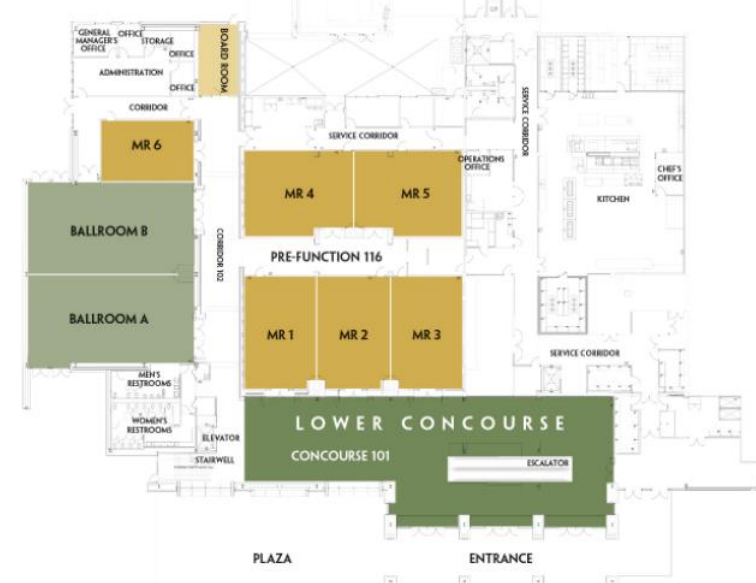 UP
GENERAL
MANAGER'S
OFFICE
OFFICE
STORAGE
OFFICE
ADMINISTRATION
OFFICE
BOARD ROOM
CORRIDOR
SERVICE CORRIDOR
SERVICE CORRIDOR
MR 6
MR 4
MR 5
OPERATIONS
OFFICE
CHEF'S
OFFICE
KITCHEN
BALLROOM B
CORRIDOR 102
PRE-FUNCTION 116
BALLROOM A
MR 1
MR 2
MR 3
SERVICE CORRIDOR
MEN'S
RESTROOMS
WOMEN'S
RESTROOMS
ELEVATOR
STAIRWELL
LOWER CONCOURSE
CONCOURSE 101
ESCALATOR
PLAZA
ENTRANCE